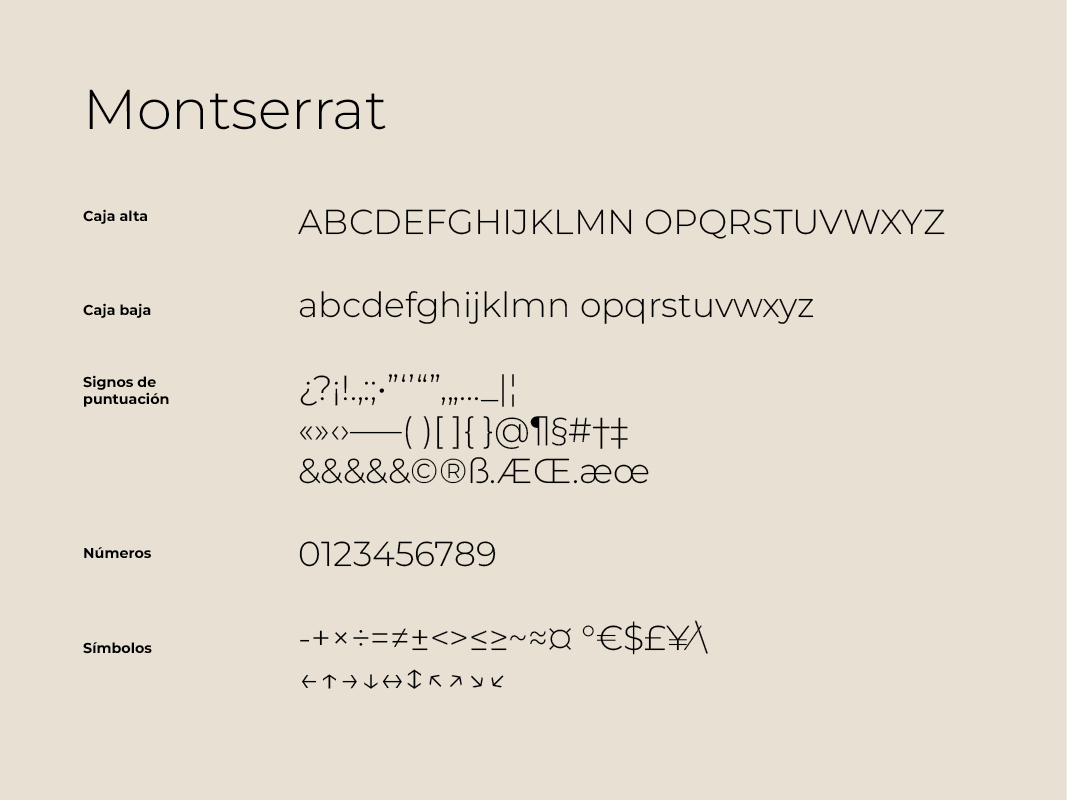 Montserrat
Caja alta
ABCDEFGHIJKLMN OPQRSTUVWXYZ
Caja baja
abcdefghijklmn opqrstuvwxyz
Signos de
puntuación
¿?¡!.,:;•”‘’“”‚„…_|¦
«»‹›—–( )[ ]{ }@¶§#†‡
&&&&&©®ß.ÆŒ.æœ
Números
0123456789
Símbolos
-+×÷=≠±<>≤≥~≈¤ °€$£¥/\
←↑→↓↔↕↖↗↘↙